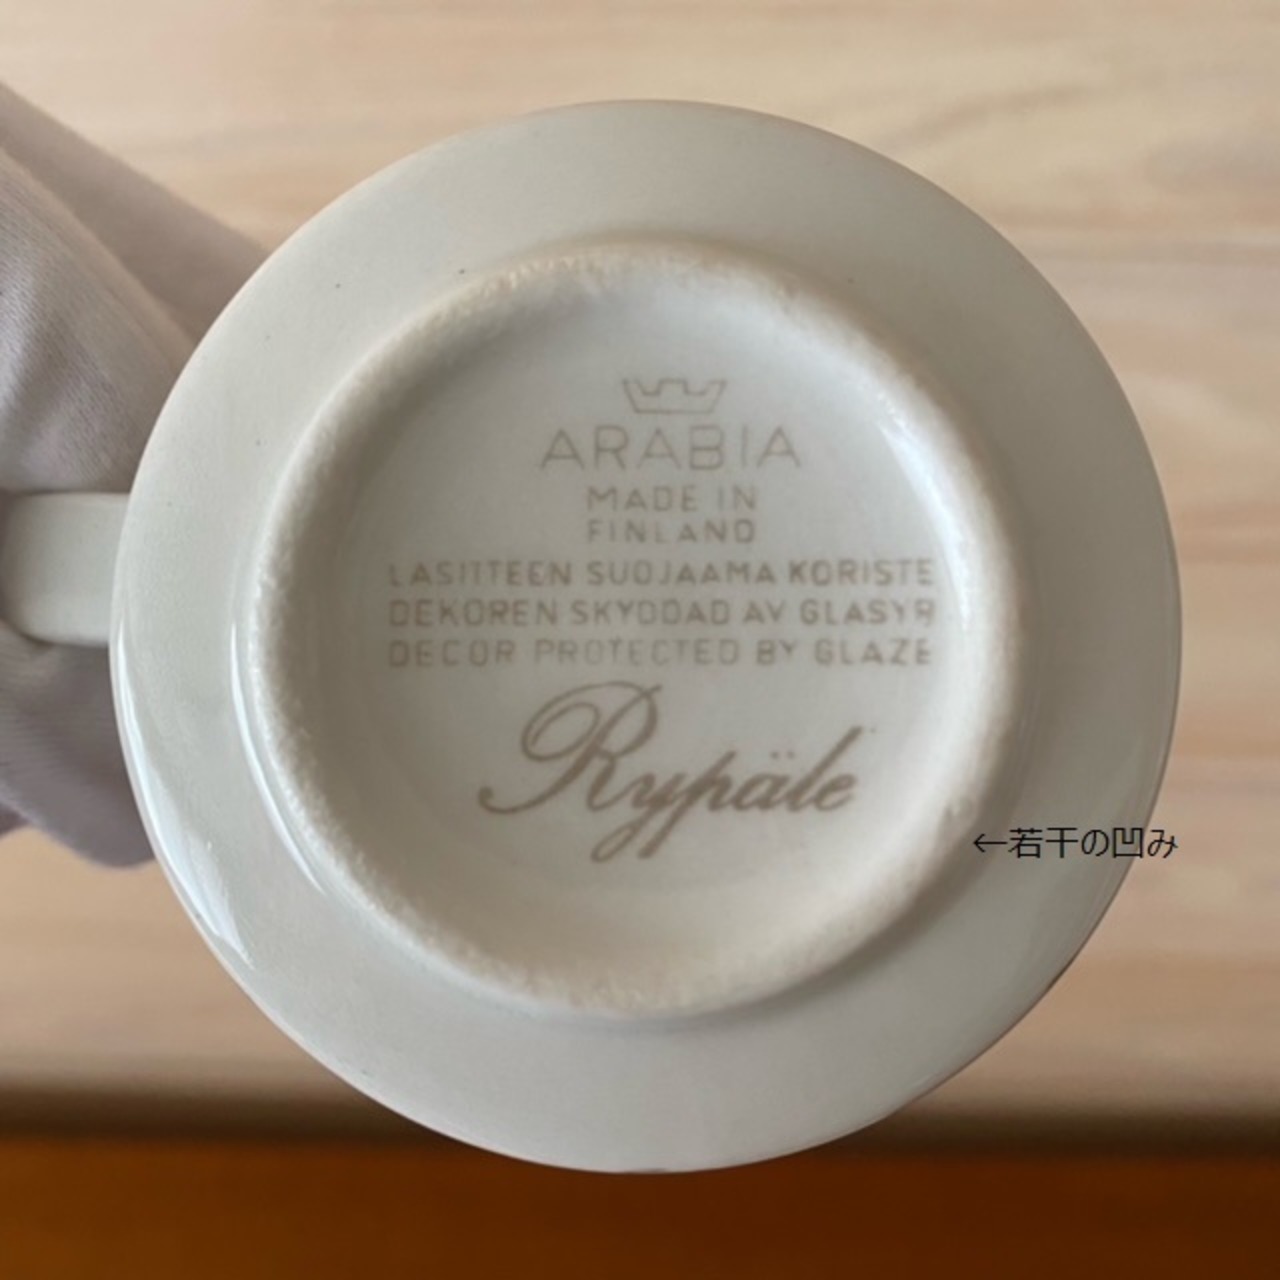 ARABIA
MADE IN
FINLAND
LASITTEEN SUOJAAMA KORISTE
DEKOREN SKYDDAD AV GLASYR
DECOR PROTECTED BY GLAZE
Rypäle
←若干の凹み